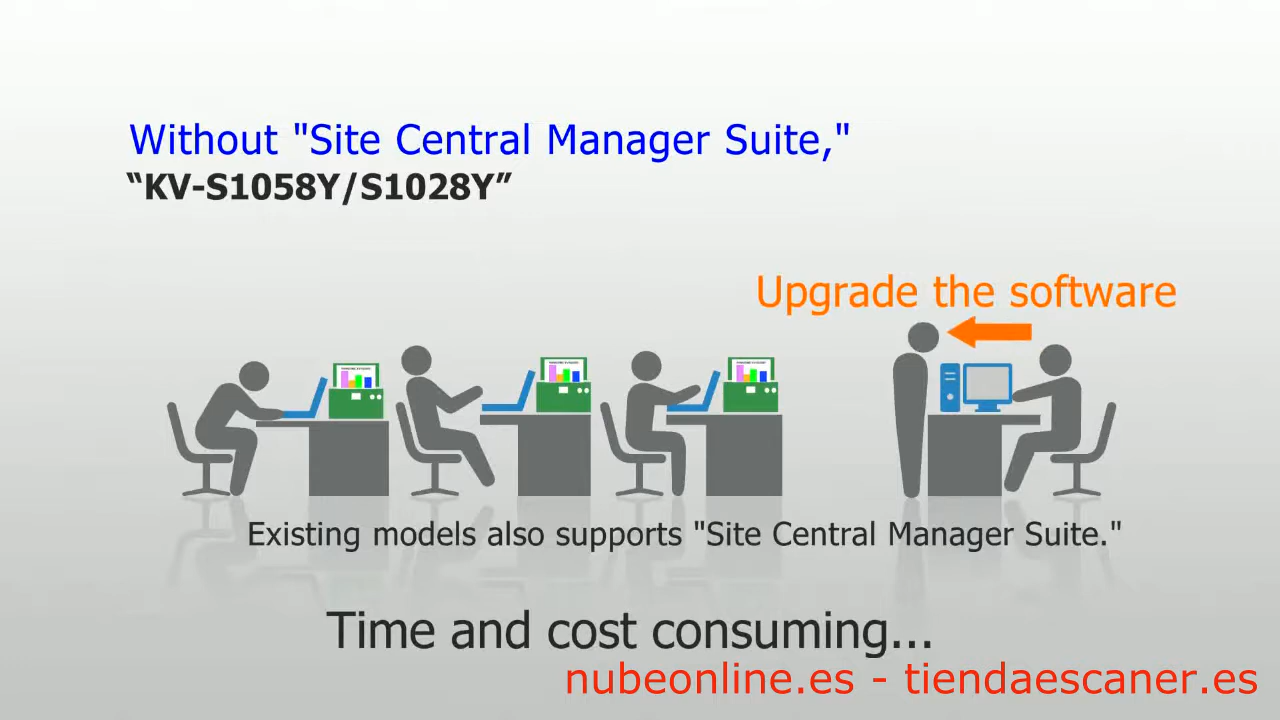 Without "Site Central Manager Suite,"
“KV-S1058Y/S1028Y”
Upgrade the software
Existing models also supports "Site Central Manager Suite."
Time and cost consuming...
nubeonline.es - tiendaescaner.es